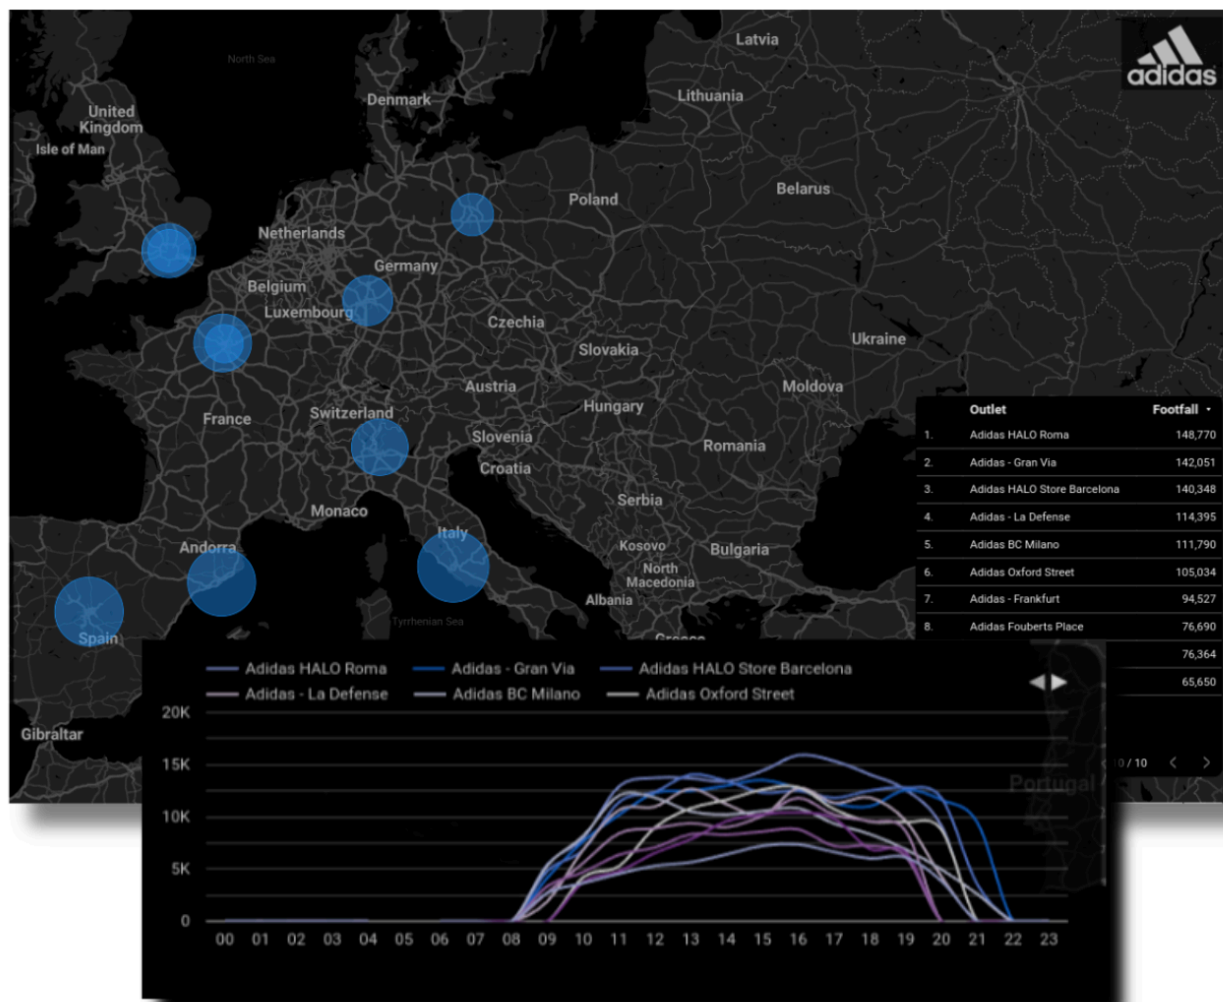 Latvia
North Sea
adidas
Denmark
Lithuania
United
Kingdom
Isle of Man
Belarus
Poland
Netherlands
Germany
Belgium
Luxembourg
Czechia
Ukraine
Slovakia
Austria
Moldova
Hungary
Switzerland
France
Slovenia
Romania
Croatia
Serbia
Monaco
Italy
Kosovo
Andorra
Bulgaria
North
Macedonia
Albania
Tyrrhenian Sea
Spain
Greece
Gibraltar
Portugal
Outlet Footfall
1. Adidas HALO Roma 148,770
2. Adidas - Gran Via 142,051
3. Adidas HALO Store Barcelona 140,348
4. Adidas - La Defense 114,395
5. Adidas BC Milano 111,790
6. Adidas Oxford Street 105,034
7. Adidas - Frankfurt 94,527
8. Adidas Fouberts Place 76,690
76,364
65,650
/ 10
Adidas HALO Roma Adidas - Gran Via Adidas HALO Store Barcelona
Adidas - La Defense Adidas BC Milano Adidas Oxford Street
20K
15K
10K
5K
0
00 01 02 03 04 05 06 07 08 09 10 11 12 13 14 15 16 17 18 19 20 21 22 23